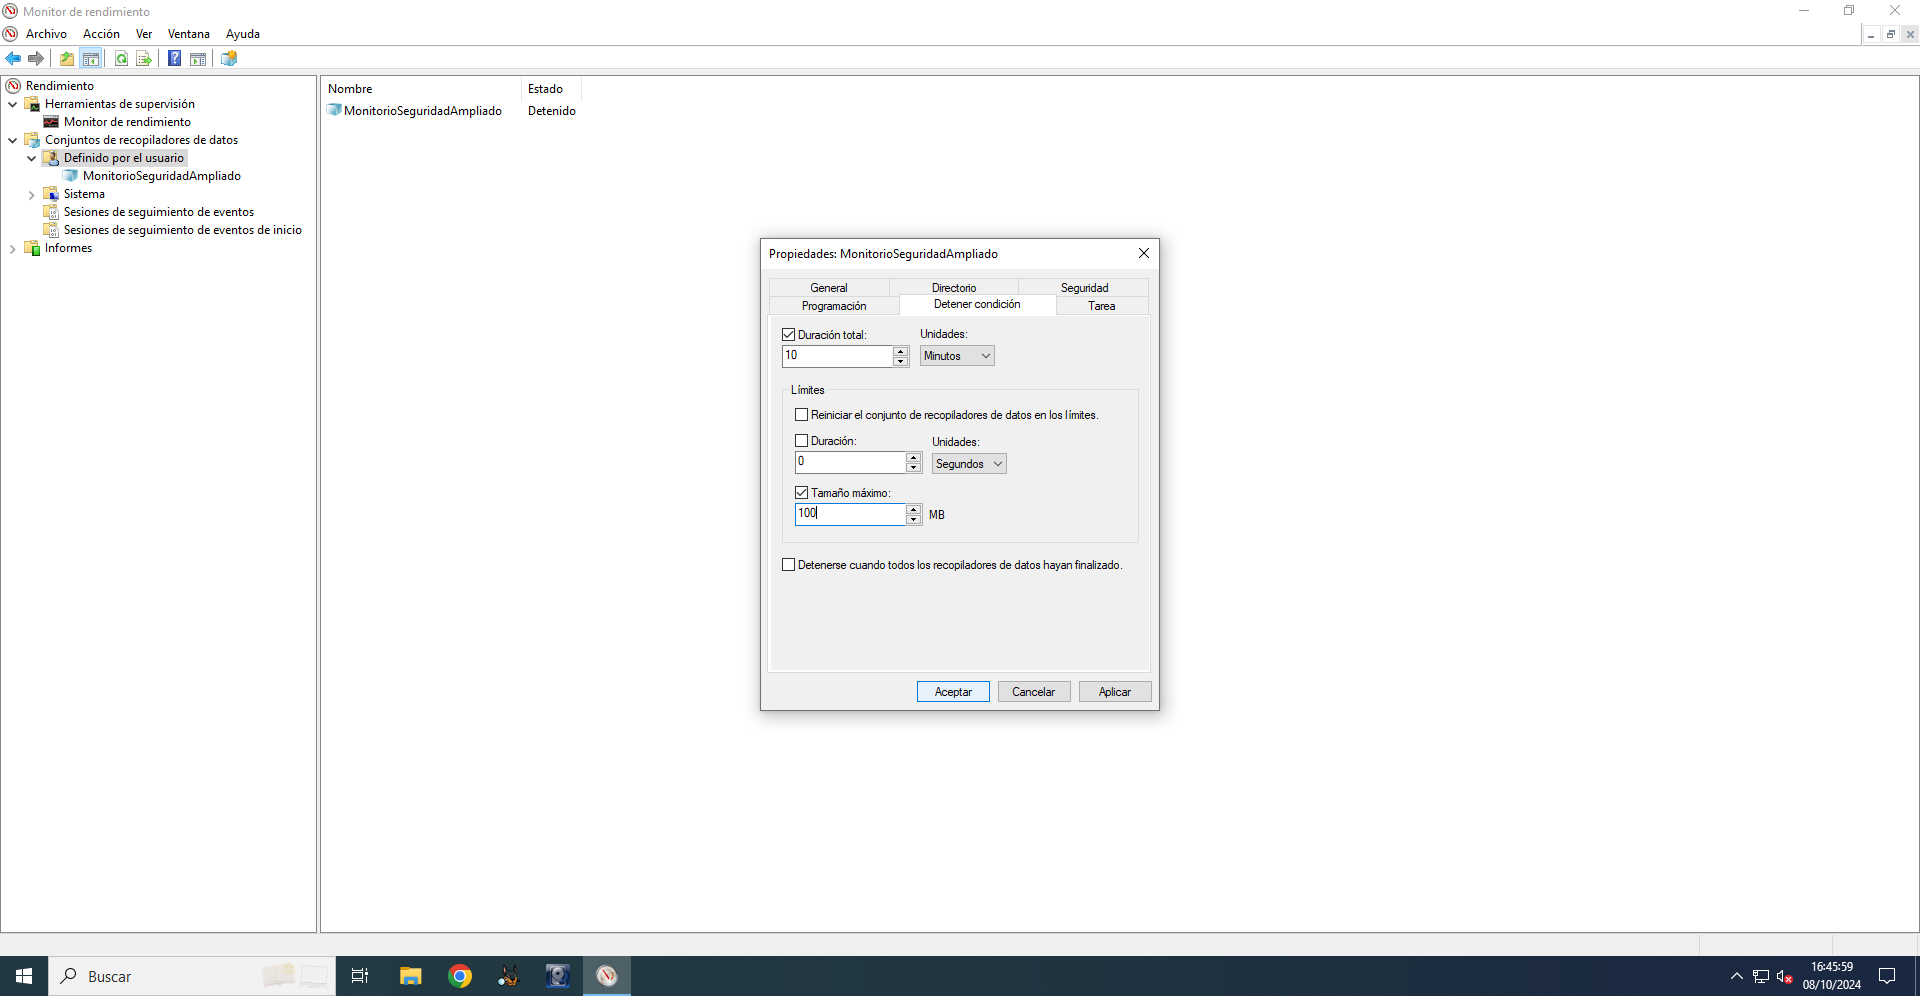 Monitor de rendimiento
Archivo Acción Ver Ventana Ayuda
Rendimiento
Herramientas de supervisión
Monitor de rendimiento
Conjuntos de recopiladores de datos
Definido por el usuario
MonitorioSeguridadAmpliado
Sistema
Sesiones de seguimiento de eventos
Sesiones de seguimiento de eventos de inicio
Informes
Nombre Estado
MonitorioSeguridadAmpliado Detenido
Propiedades: MonitorioSeguridadAmpliado
General Directorio Seguridad
Programación Detener condición Tarea
Duración total: Unidades:
10 Minutos
Límites
Reiniciar el conjunto de recopiladores de datos en los límites.
Duración: Unidades:
0 Segundos
Tamaño máximo:
100 MB
Detenerse cuando todos los recopiladores de datos hayan finalizado.
Aceptar Cancelar Aplicar
Buscar
16:45:59
08/10/2024